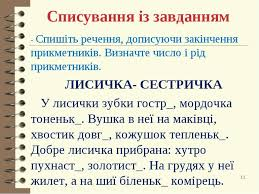 Списування із завданням
- Спишіть речення, дописуючи закінчення
прикметників. Визначте число і рід
прикметників.
ЛИСИЧКА- СЕСТРИЧКА
У лисички зубки гостр_, мордочка
тоненьк_. Вушка в неї на маківці,
хвостик довг_, кожушок тепленьк_.
Добре лисичка прибрана: хутро
пухнаст_, золотист_. На грудях у неї
жилет, а на шиї біленьк_ комірець.
11